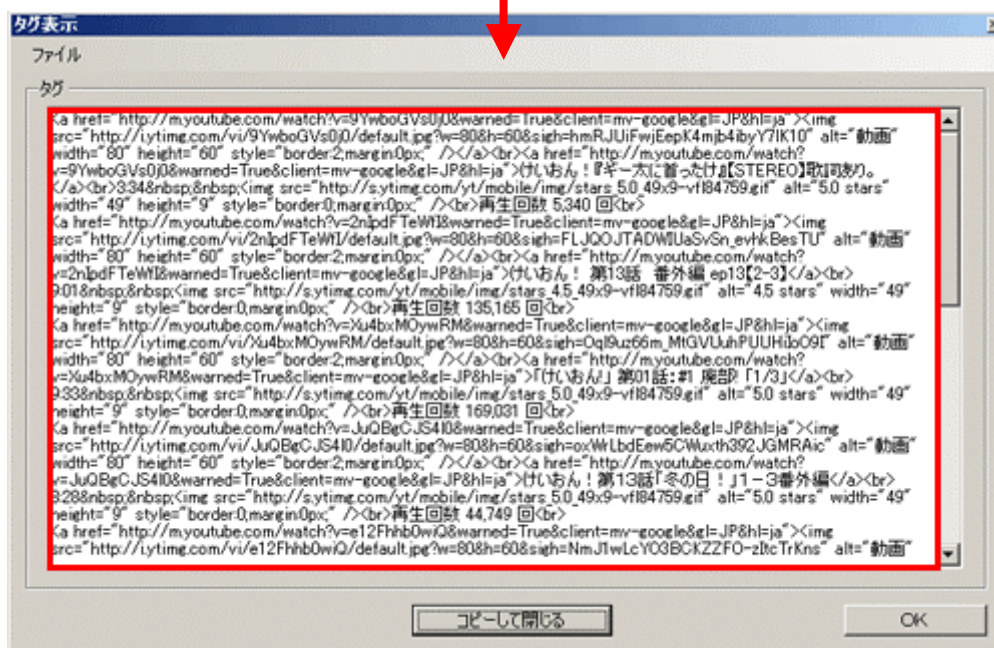 タグ表示
ファイル
タグ
<a href="http://m.youtube.com/watch?v=9YwboGVs0j0&warned=True&client=mv-google&gl=JP&hl=ja"><img
src="http://i.ytimg.com/vi/9YwboGVs0j0/default.jpg?w=80&h=60&sigh=hmRJUiFwjEepK4mjb4ibyY7lK10" alt="動画"
width="80" height="60" style="border:2;margin:0px;" /></a><br><a href="http://m.youtube.com/watch?
v=9YwboGVs0j0&warned=True&client=mv-google&gl=JP&hl=ja">けいおん！『ギー太に首ったけ』【STEREO】歌詞あり。
</a><br>3:34&nbsp;&nbsp;<img src="http://s.ytimg.com/yt/mobile/img/stars_5.0_49x9-vfl84759.gif" alt="5.0 stars"
width="49" height="9" style="border:0;margin:0px;" /><br>再生回数 5,340 回<br>
<a href="http://m.youtube.com/watch?v=2nIpdFTeWfI&warned=True&client=mv-google&gl=JP&hl=ja"><img
src="http://i.ytimg.com/vi/2nIpdFTeWfI/default.jpg?w=80&h=60&sigh=FLJQOJTADWIUaSvSn_evhkBesTU" alt="動画"
width="80" height="60" style="border:2;margin:0px;" /></a><br><a href="http://m.youtube.com/watch?
v=2nIpdFTeWfI&warned=True&client=mv-google&gl=JP&hl=ja">けいおん！ 第13話　番外編 ep13【2-3】</a><br>
9:01&nbsp;&nbsp;<img src="http://s.ytimg.com/yt/mobile/img/stars_4.5_49x9-vfl84759.gif" alt="4.5 stars" width="49"
height="9" style="border:0;margin:0px;" /><br>再生回数 135,165 回<br>
<a href="http://m.youtube.com/watch?v=Xu4bxMOywRM&warned=True&client=mv-google&gl=JP&hl=ja"><img
src="http://i.ytimg.com/vi/Xu4bxMOywRM/default.jpg?w=80&h=60&sigh=OqI9uz66m_MtGVUuhPUUHiIoO9E" alt="動画"
width="80" height="60" style="border:2;margin:0px;" /></a><br><a href="http://m.youtube.com/watch?
v=Xu4bxMOywRM&warned=True&client=mv-google&gl=JP&hl=ja">「けいおん!」 第01話：#1 廃部! 「1/3」</a><br>
9:33&nbsp;&nbsp;<img src="http://s.ytimg.com/yt/mobile/img/stars_5.0_49x9-vfl84759.gif" alt="5.0 stars" width="49"
height="9" style="border:0;margin:0px;" /><br>再生回数 169,031 回<br>
<a href="http://m.youtube.com/watch?v=JuQBgCJS4I0&warned=True&client=mv-google&gl=JP&hl=ja"><img
src="http://i.ytimg.com/vi/JuQBgCJS4I0/default.jpg?w=80&h=60&sigh=oxWrLbdEew5CWuxth392JGMRAic" alt="動画"
width="80" height="60" style="border:2;margin:0px;" /></a><br><a href="http://m.youtube.com/watch?
v=JuQBgCJS4I0&warned=True&client=mv-google&gl=JP&hl=ja">けいおん！第13話「冬の日！」1－3番外編</a><br>
8:28&nbsp;&nbsp;<img src="http://s.ytimg.com/yt/mobile/img/stars_5.0_49x9-vfl84759.gif" alt="5.0 stars" width="49"
height="9" style="border:0;margin:0px;" /><br>再生回数 44,749 回<br>
<a href="http://m.youtube.com/watch?v=e12Fhhb0wiQ&warned=True&client=mv-google&gl=JP&hl=ja"><img
src="http://i.ytimg.com/vi/e12Fhhb0wiQ/default.jpg?w=80&h=60&sigh=NmJ1wLcYO3BCKZZFO-zItcTrKns" alt="動画"
コピーして閉じる
OK